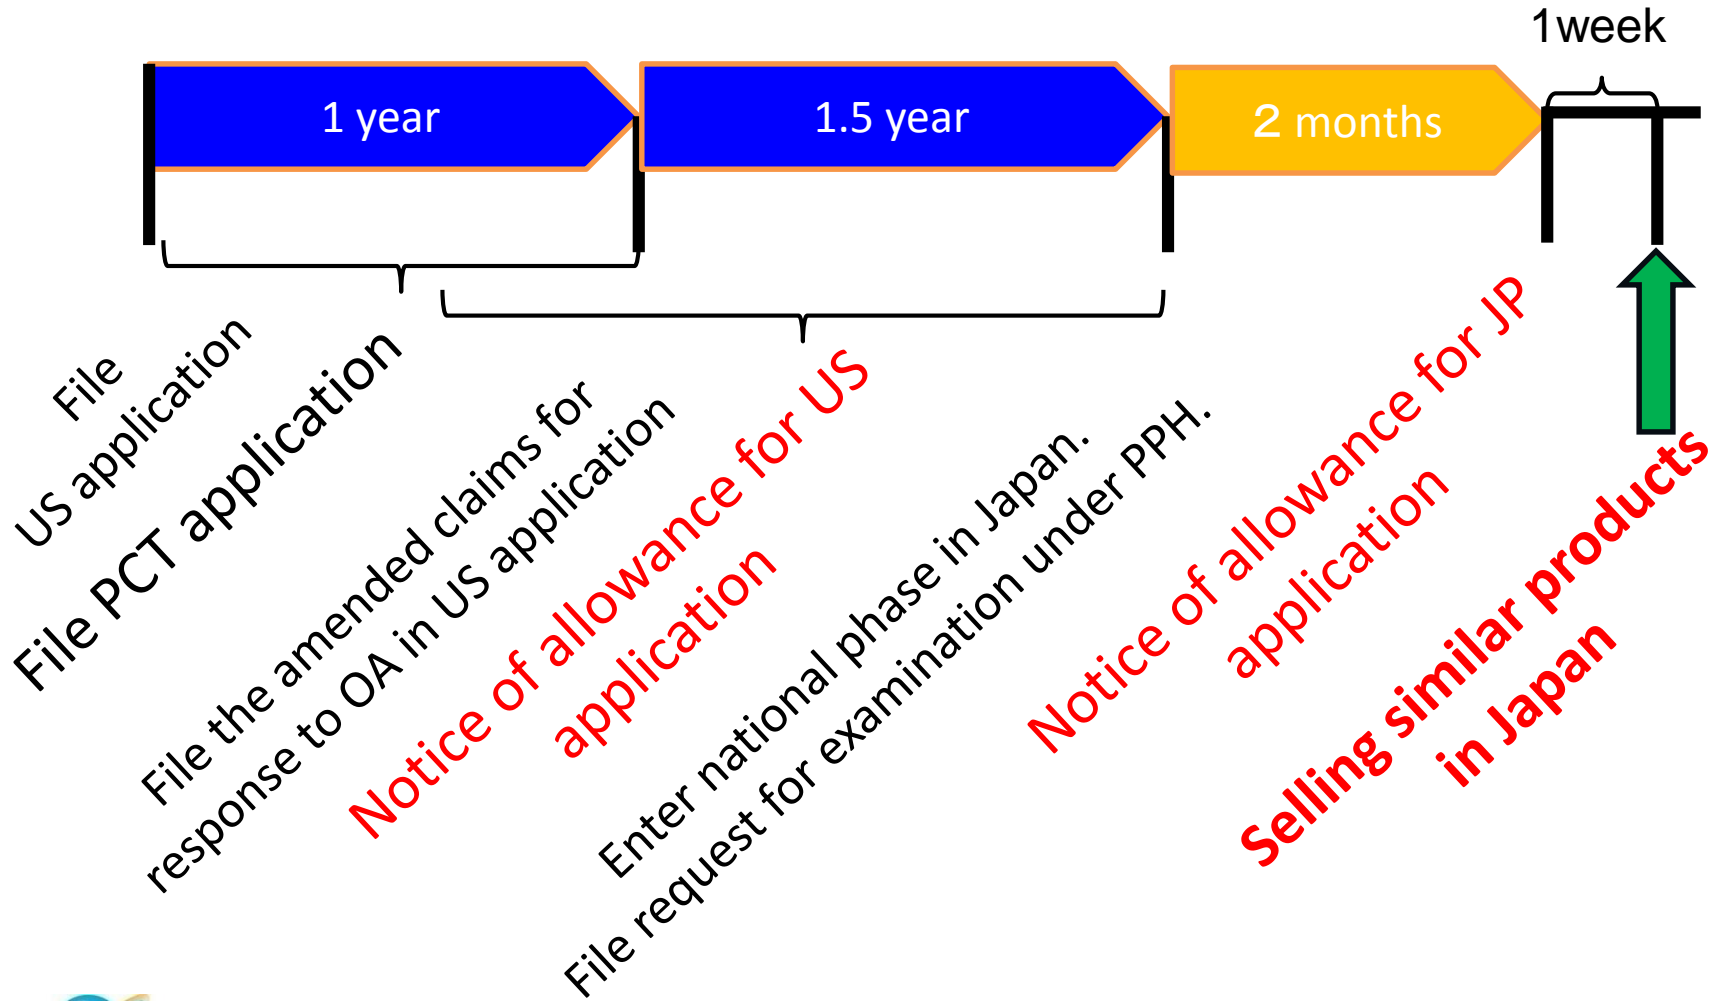 1week
1 year
1.5 year
2 months
File
US application
File PCT application
File the amended claims for
response to OA in US application
Notice of allowance for US
application
Enter national phase in Japan.
File request for examination under PPH.
Notice of allowance for JP
application
Selling similar products
in Japan